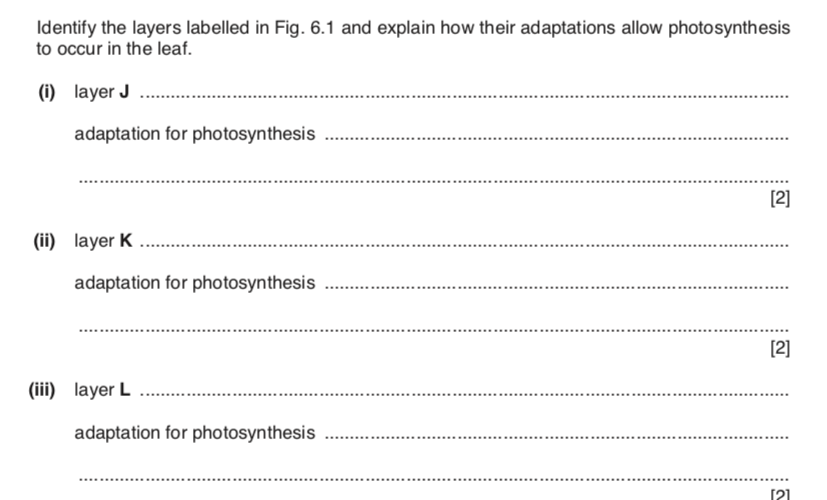 Identify the layers labelled in Fig. 6.1 and explain how their adaptations allow photosynthesis
to occur in the leaf.
(i) layer J ..........................................................................................................................
adaptation for photosynthesis .......................................................................................
..........................................................................................................................................
[2]
(ii) layer K ..........................................................................................................................
adaptation for photosynthesis .......................................................................................
..........................................................................................................................................
[2]
(iii) layer L ..........................................................................................................................
adaptation for photosynthesis .......................................................................................
..........................................................................................................................................
[2]